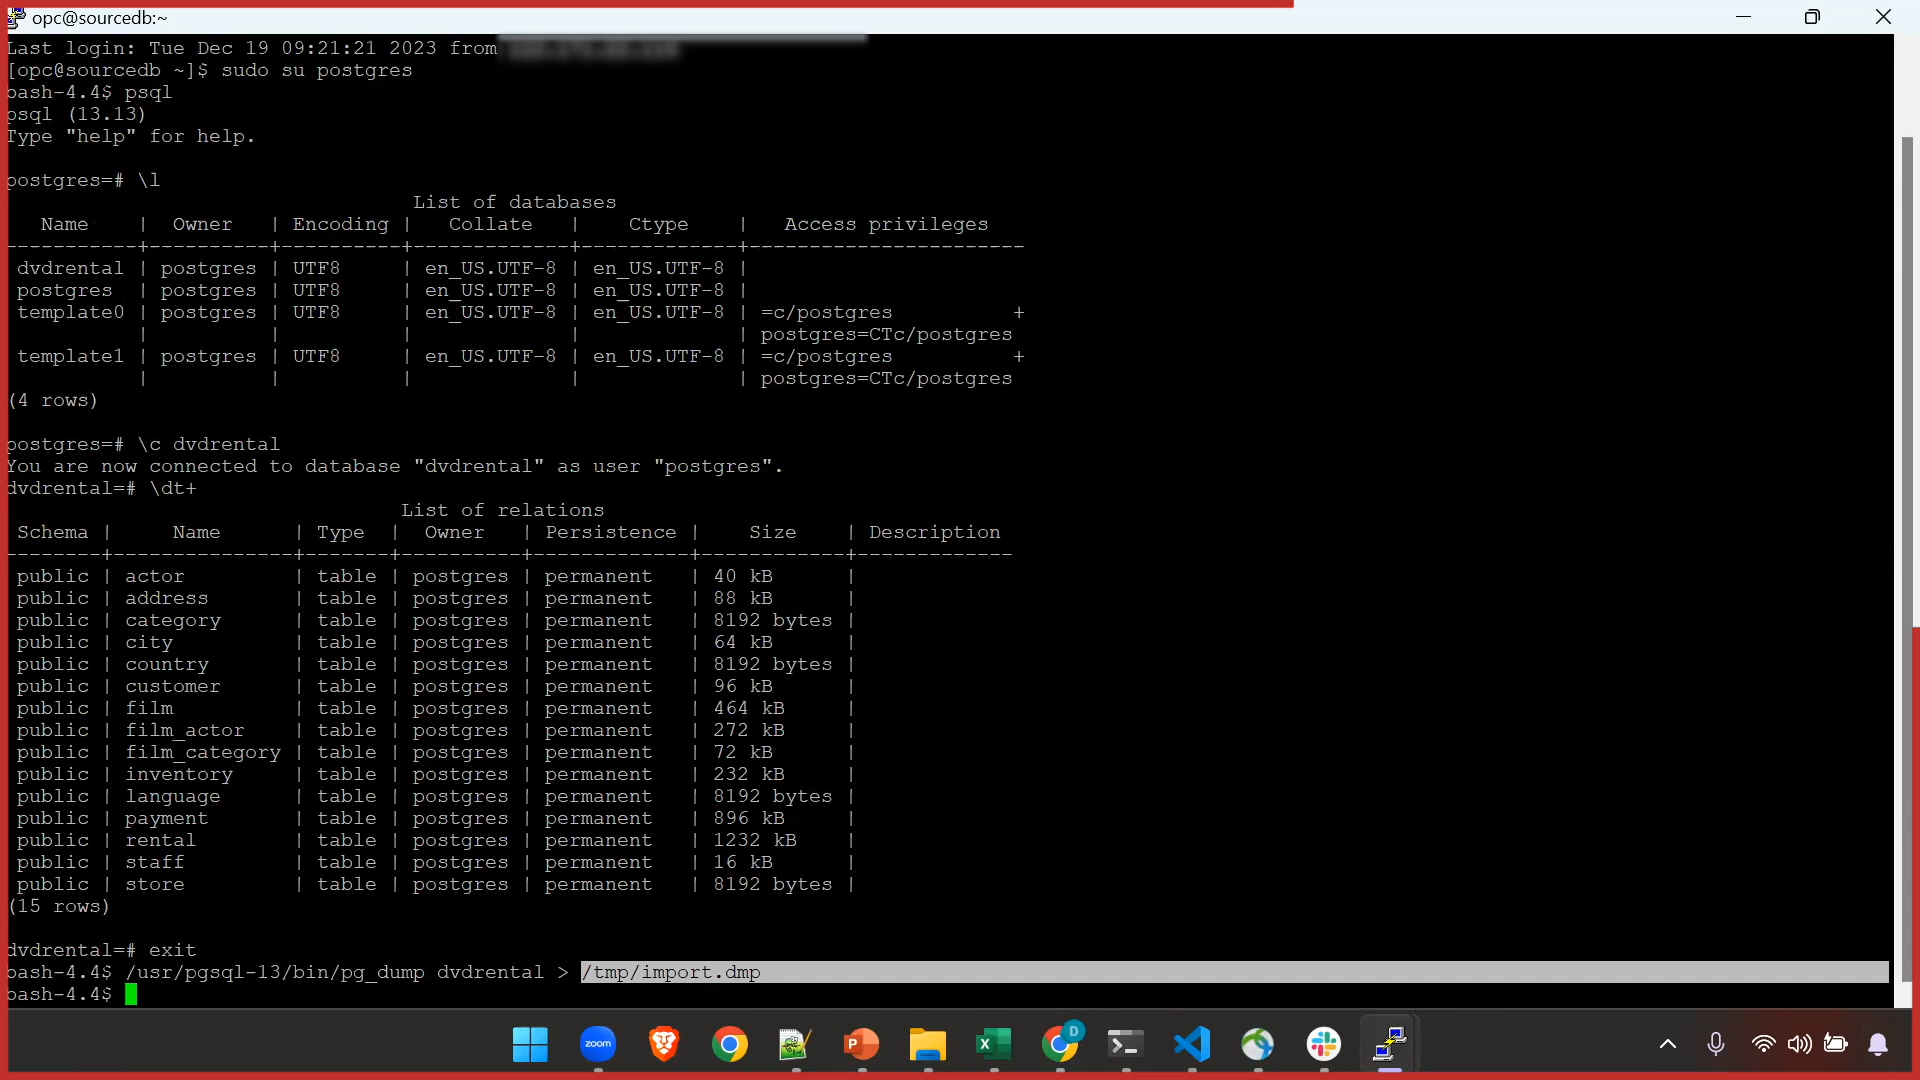 opc@sourcedb:~
Last login: Tue Dec 19 09:21:21 2023 from
[opc@sourcedb ~]$ sudo su postgres
bash-4.4$ psql
psql (13.13)
Type "help" for help.
postgres=# \l
List of databases
Name | Owner | Encoding | Collate | Ctype | Access privileges
-----------+----------+----------+-------------+-------------+-----------------------
dvdrental | postgres | UTF8 | en_US.UTF-8 | en_US.UTF-8 |
postgres | postgres | UTF8 | en_US.UTF-8 | en_US.UTF-8 |
template0 | postgres | UTF8 | en_US.UTF-8 | en_US.UTF-8 | =c/postgres +
| | | | | postgres=CTc/postgres
template1 | postgres | UTF8 | en_US.UTF-8 | en_US.UTF-8 | =c/postgres +
| | | | | postgres=CTc/postgres
(4 rows)
postgres=# \c dvdrental
You are now connected to database "dvdrental" as user "postgres".
dvdrental=# \dt+
List of relations
Schema | Name | Type | Owner | Persistence | Size | Description
--------+---------------+-------+----------+-------------+------------+-------------
public | actor | table | postgres | permanent | 40 kB |
public | address | table | postgres | permanent | 88 kB |
public | category | table | postgres | permanent | 8192 bytes |
public | city | table | postgres | permanent | 64 kB |
public | country | table | postgres | permanent | 8192 bytes |
public | customer | table | postgres | permanent | 96 kB |
public | film | table | postgres | permanent | 464 kB |
public | film_actor | table | postgres | permanent | 272 kB |
public | film_category | table | postgres | permanent | 72 kB |
public | inventory | table | postgres | permanent | 232 kB |
public | language | table | postgres | permanent | 8192 bytes |
public | payment | table | postgres | permanent | 896 kB |
public | rental | table | postgres | permanent | 1232 kB |
public | staff | table | postgres | permanent | 16 kB |
public | store | table | postgres | permanent | 8192 bytes |
(15 rows)
dvdrental=# exit
bash-4.4$ /usr/pgsql-13/bin/pg_dump dvdrental > /tmp/import.dmp
bash-4.4$
zoom
P
X
D